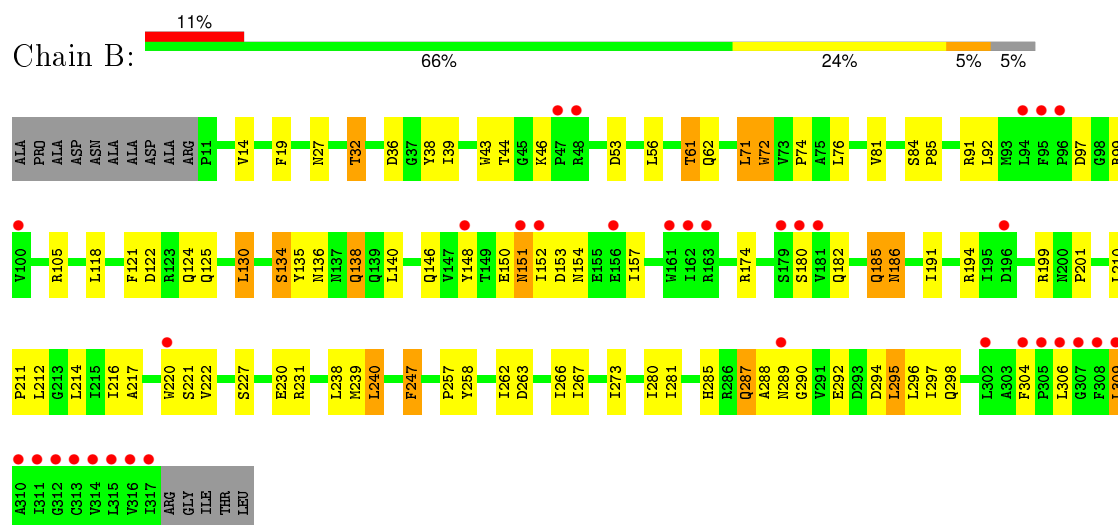 11%
Chain B:
66% 24% 5% 5%
ALA PRO ALA ASP ASN ALA ALA ASP ALA ARG P11 V14 F19 N27 T32 D36 G37 Y38 I39 W43 T44 G45 K46 P47 R48 D53 L56 T61 Q62 L71 W72 V73 P74 A75 L76 V81 S84 P85 R91 L92 M93 L94 F95 P96 D97 G98
V100 R105 L118 F121 D122 R123 Q124 Q125 L130 S134 Y135 N136 N137 Q138 Q139 L140 Q146 V147 Y148 T149 E150 N151 I152 D153 N154 E155 E156 I157 W161 I162 R163 R174 S179 S180 V181 Q182 Q185 N186 I191 R194 I195 D196 R199 N200 P201 L210
P211 L212 G213 L214 I215 I216 A217 W220 S221 V222 S227 E230 R231 L238 M239 L240 F247 P257 Y258 I262 D263 I266 I267 I273 I280 I281 H285 R286 Q287 A288 N289 G290 V291 E292 D293 D294 L295 L296 I297 Q298 L302 A303 F304 P305 L306 G307 F308 L309
A310 I311 G312 C313 V314 L315 V316 I317 ARG GLY ILE THR LEU